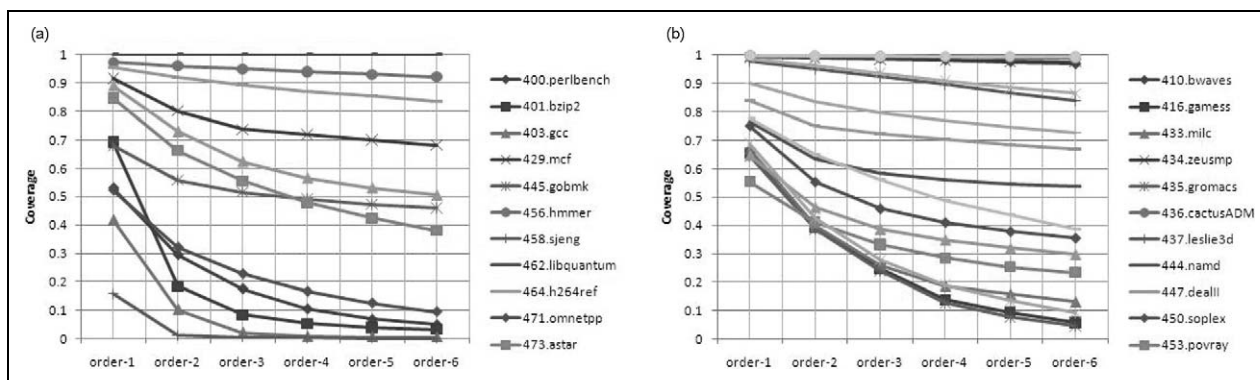 (a)
Coverage
1
0.9
0.8
0.7
0.6
0.5
0.4
0.3
0.2
0.1
0
order-1 order-2 order-3 order-4 order-5 order-6
400.perlbench
401.bzip2
403.gcc
429.mcf
445.gobmk
456.hmmer
458.sjeng
462.libquantum
464.h264ref
471.omnetpp
473.astar
(b)
Coverage
1
0.9
0.8
0.7
0.6
0.5
0.4
0.3
0.2
0.1
0
order-1 order-2 order-3 order-4 order-5 order-6
410.bwaves
416.gamess
433.milc
434.zeusmp
435.gromacs
436.cactusADM
437.leslie3d
444.namd
447.dealII
450.soplex
453.povray